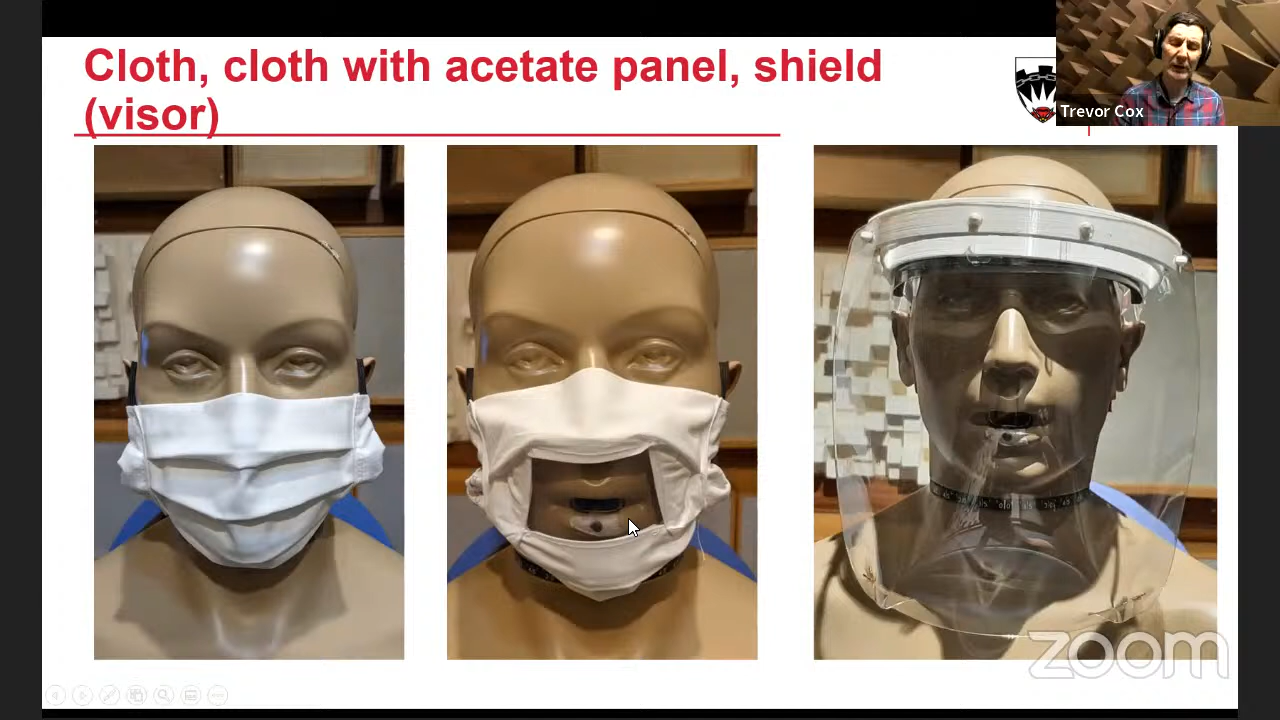 Cloth, cloth with acetate panel, shield
(visor)
Trevor Cox
zoom